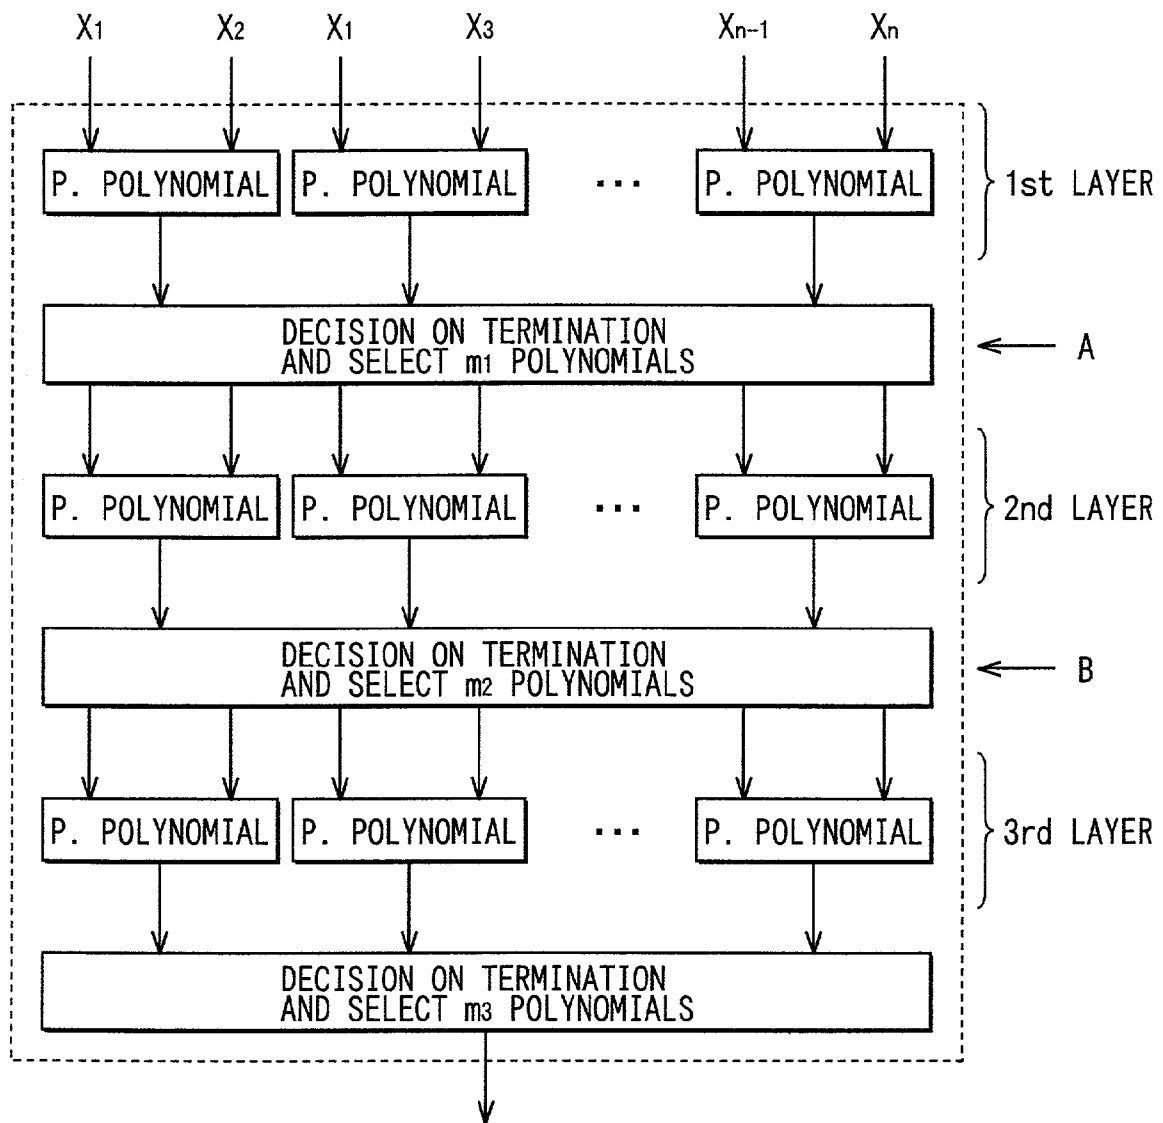 X1 X2 X1 X3 Xn-1 Xn
P. POLYNOMIAL P. POLYNOMIAL ... P. POLYNOMIAL 1st LAYER
DECISION ON TERMINATION
AND SELECT m1 POLYNOMIALS
A
P. POLYNOMIAL P. POLYNOMIAL ... P. POLYNOMIAL 2nd LAYER
DECISION ON TERMINATION
AND SELECT m2 POLYNOMIALS
B
P. POLYNOMIAL P. POLYNOMIAL ... P. POLYNOMIAL 3rd LAYER
DECISION ON TERMINATION
AND SELECT m3 POLYNOMIALS